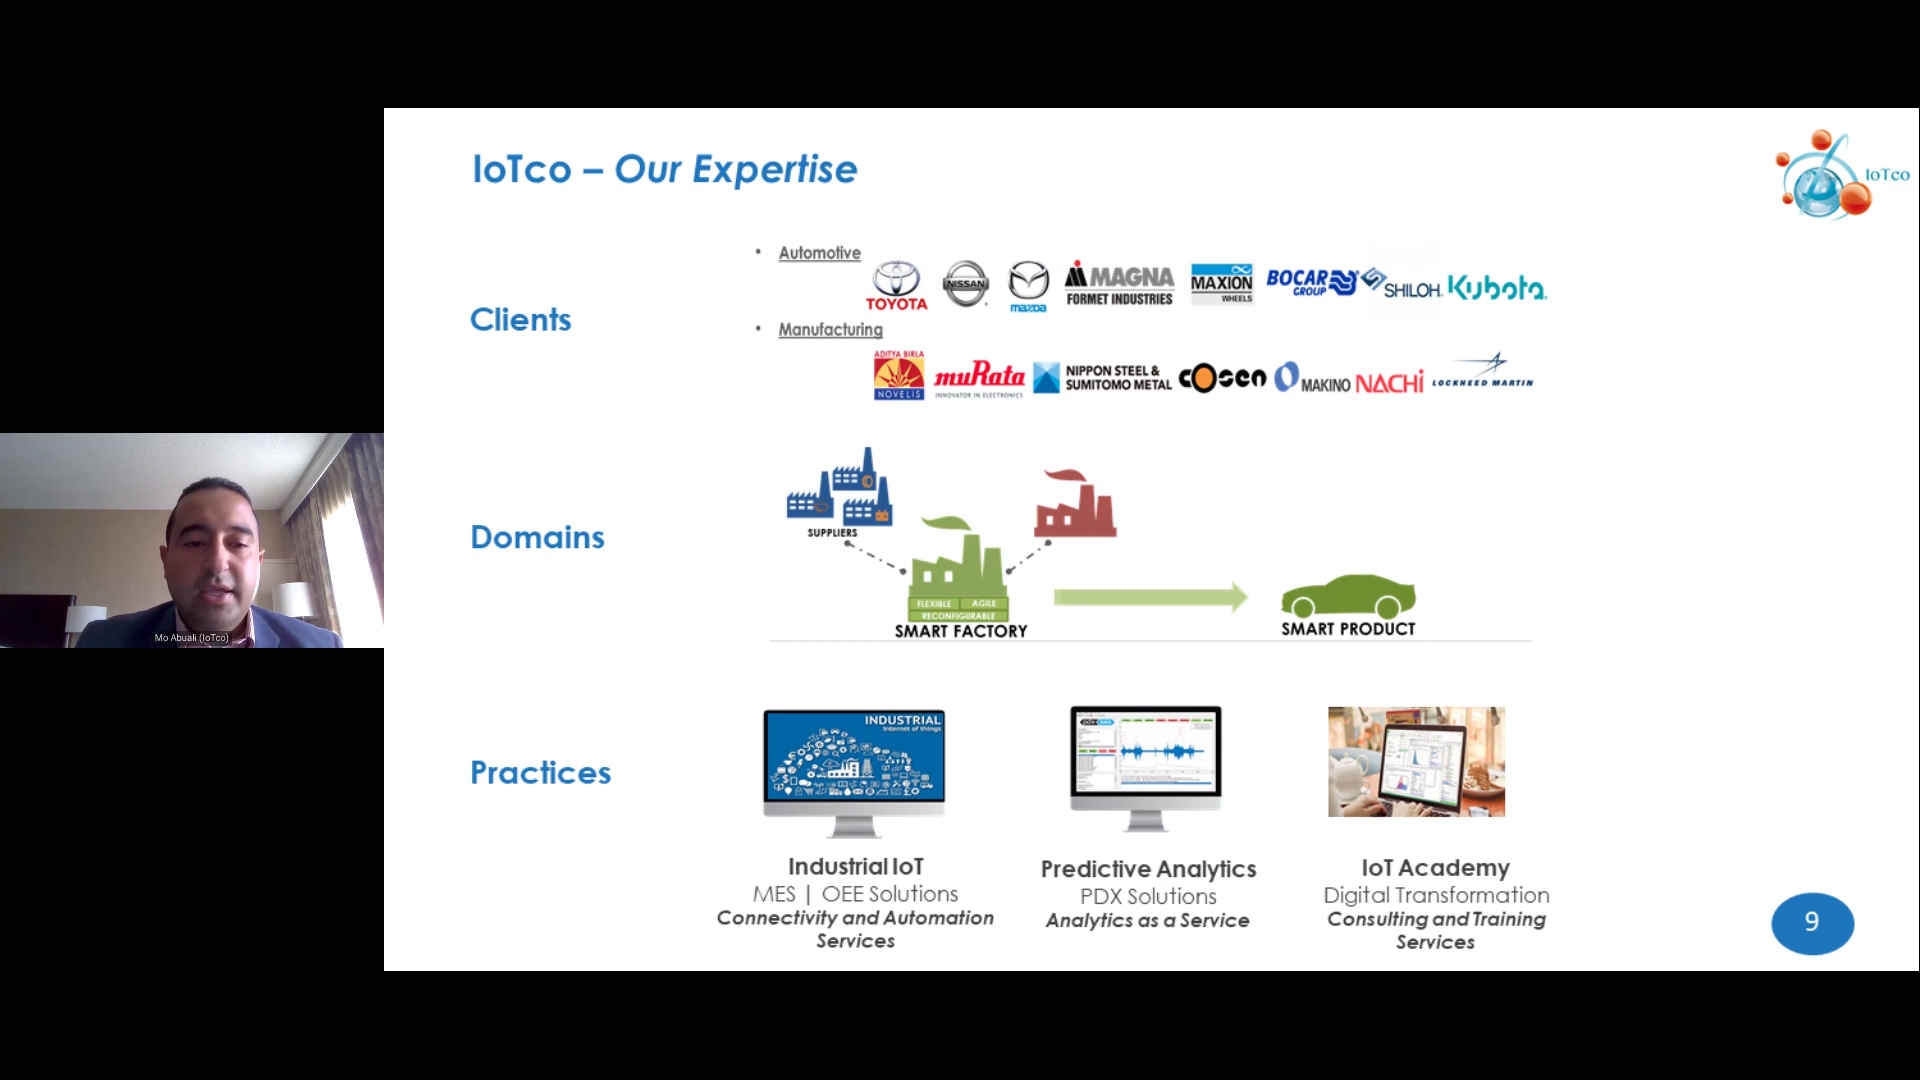 IoTco – Our Expertise
IoTco
Clients
• Automotive
TOYOTA
NISSAN
mazda
MAGNA
FORMET INDUSTRIES
MAXION
WHEELS
BOCAR
GROUP
SHILOH
Kubota
• Manufacturing
ADITYA BIRLA
NOVELIS
muRata
INNOVATOR IN ELECTRONICS
NIPPON STEEL &
SUMITOMO METAL
COSEN
MAKINO
NACHi
LOCKHEED MARTIN
Domains
SUPPLIERS
FLEXIBLE AGILE
RECONFIGURABLE
SMART FACTORY
SMART PRODUCT
Mo Abuali (IoTco)
Practices
INDUSTRIAL
Internet of things
Industrial IoT
MES | OEE Solutions
Connectivity and Automation
Services
Predictive Analytics
PDX Solutions
Analytics as a Service
IoT Academy
Digital Transformation
Consulting and Training
Services
9